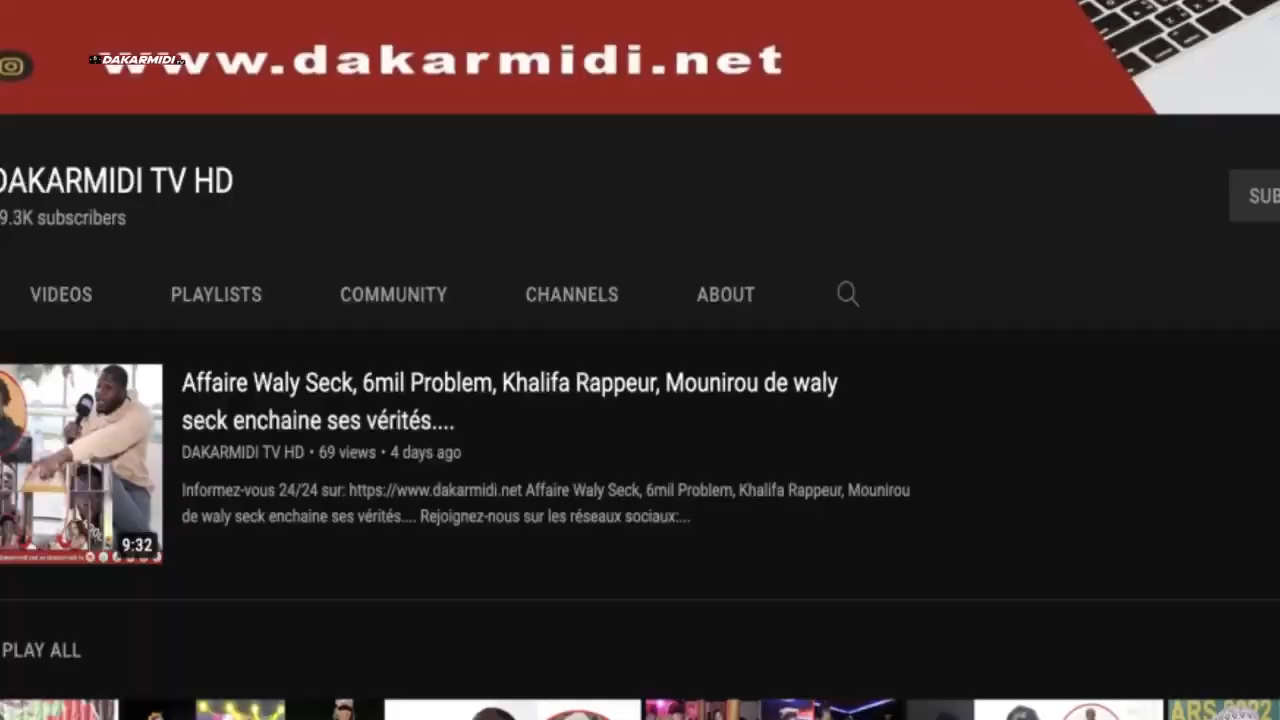 www.dakarmidi.net
DAKARMIDI
DAKARMIDI TV HD
9.3K subscribers
SUB
VIDEOS
PLAYLISTS
COMMUNITY
CHANNELS
ABOUT
Affaire Waly Seck, 6mil Problem, Khalifa Rappeur, Mounirou de waly
seck enchaine ses vérités....
DAKARMIDI TV HD • 69 views • 4 days ago
Informez-vous 24/24 sur: https://www.dakarmidi.net Affaire Waly Seck, 6mil Problem, Khalifa Rappeur, Mounirou
de waly seck enchaine ses vérités.... Rejoignez-nous sur les réseaux sociaux:...
9:32
PLAY ALL